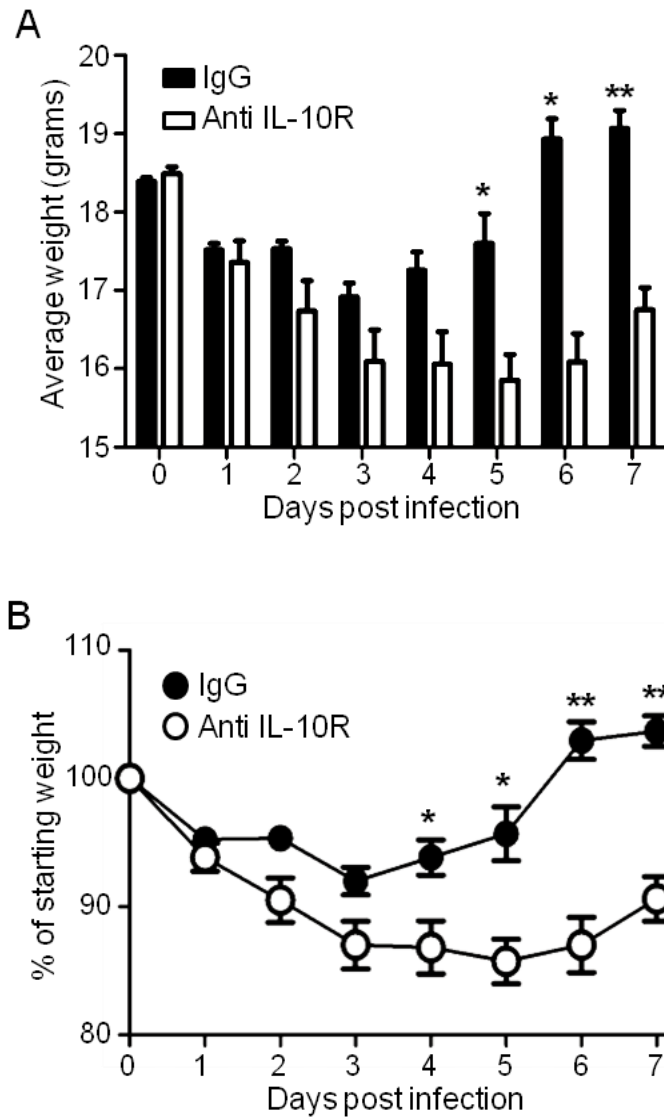 A
Average weight (grams)
20
19
18
17
16
15
IgG
Anti IL-10R
*
*
**
0 1 2 3 4 5 6 7
Days post infection
B
% of starting weight
110
100
90
80
IgG
Anti IL-10R
*
*
**
**
0 1 2 3 4 5 6 7
Days post infection